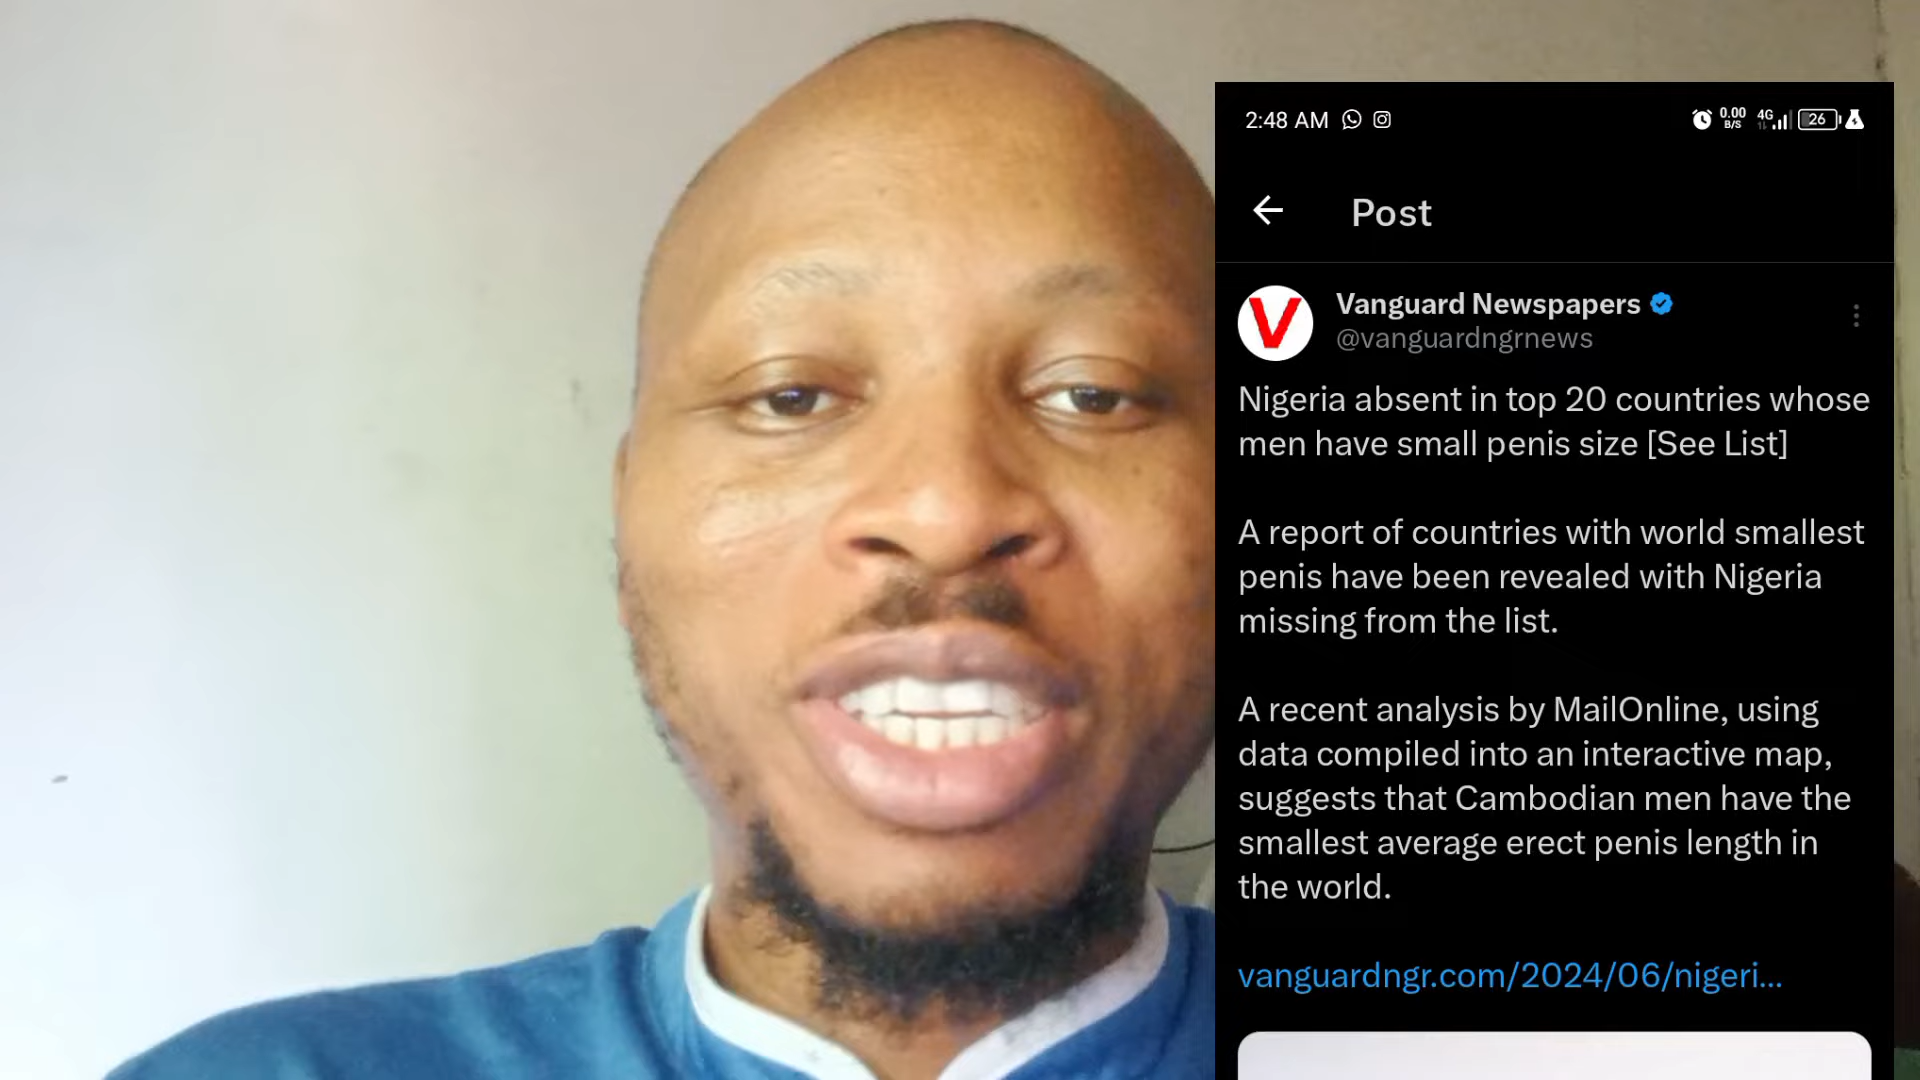 2:48 AM
0.00
B/S
4G
26
Post
V
Vanguard Newspapers
@vanguardngrnews
Nigeria absent in top 20 countries whose
men have small penis size [See List]
A report of countries with world smallest
penis have been revealed with Nigeria
missing from the list.
A recent analysis by MailOnline, using
data compiled into an interactive map,
suggests that Cambodian men have the
smallest average erect penis length in
the world.
vanguardngr.com/2024/06/nigeri...